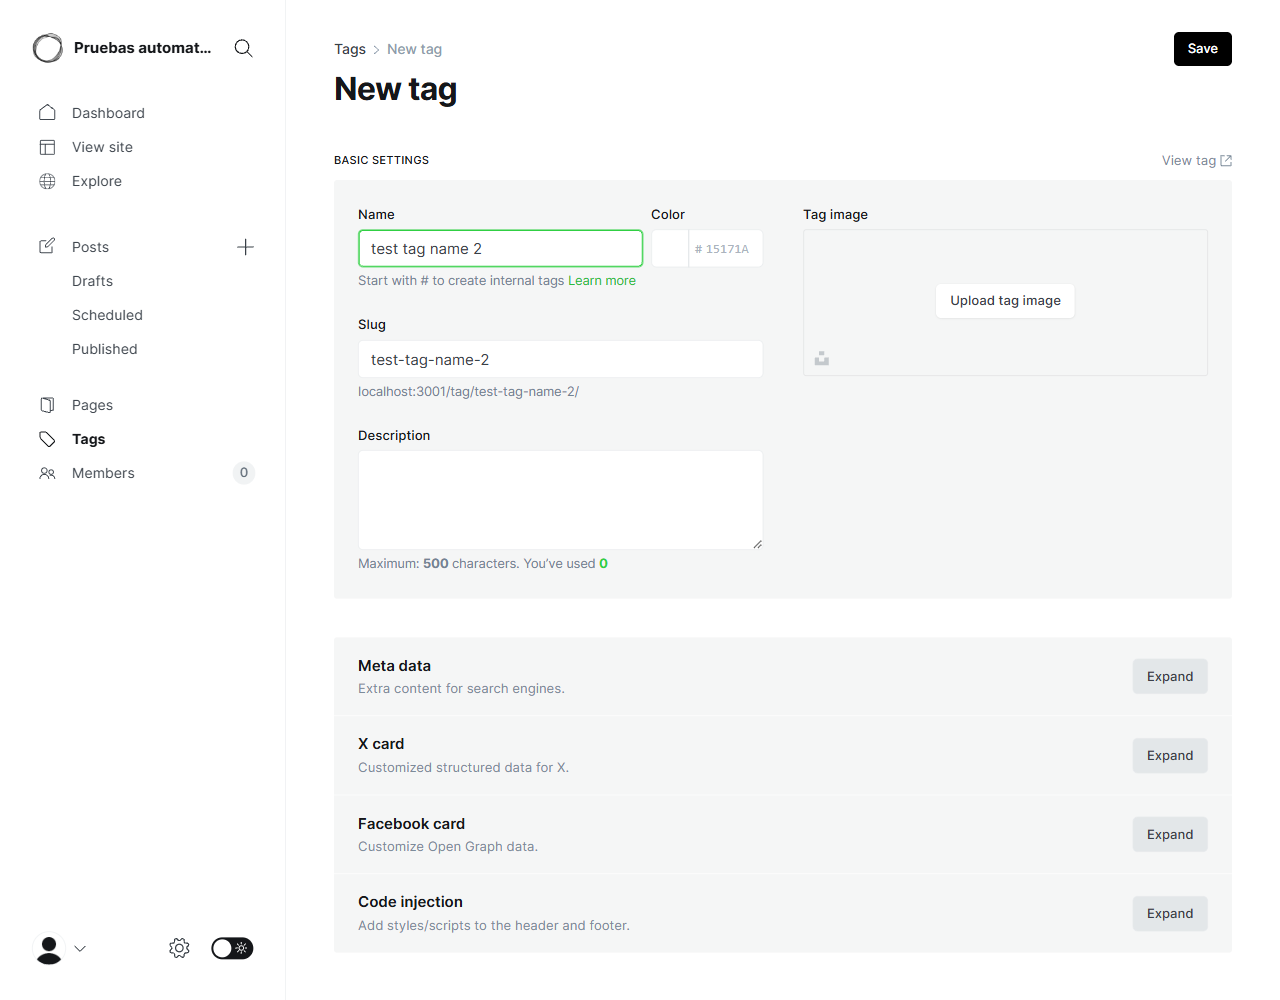 Pruebas automat...
Dashboard
View site
Explore
Posts
Drafts
Scheduled
Published
Pages
Tags
Members
0
Tags > New tag
Save
New tag
BASIC SETTINGS
View tag
Name
test tag name 2
Start with # to create internal tags Learn more
Color
# 15171A
Slug
test-tag-name-2
localhost:3001/tag/test-tag-name-2/
Description
Maximum: 500 characters. You’ve used 0
Tag image
Upload tag image
Meta data
Extra content for search engines.
Expand
X card
Customized structured data for X.
Expand
Facebook card
Customize Open Graph data.
Expand
Code injection
Add styles/scripts to the header and footer.
Expand